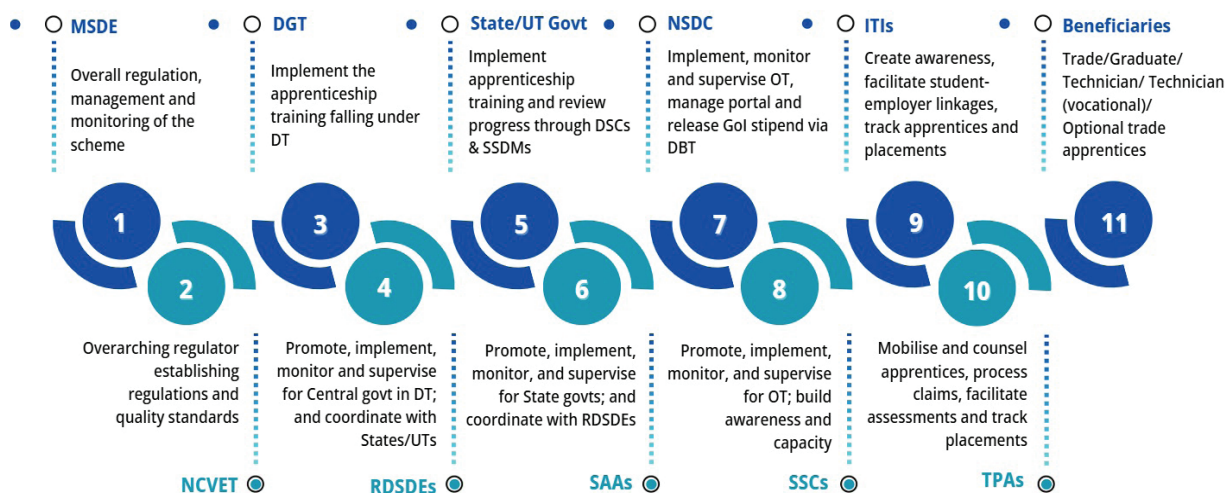 MSDE
Overall regulation,
management and
monitoring of the
scheme
DGT
Implement the
apprenticeship
training falling under
DT
State/UT Govt
Implement
apprenticeship
training and review
progress through DSCs
& SSDMs
NSDC
Implement, monitor
and supervise OT,
manage portal and
release GoI stipend via
DBT
ITIs
Create awareness,
facilitate student-
employer linkages,
track apprentices and
placements
Beneficiaries
Trade/Graduate/
Technician/ Technician
(vocational)/
Optional trade
apprentices
1
2
3
4
5
6
7
8
9
10
11
Overarching regulator
establishing
regulations and
quality standards
NCVET
Promote, implement,
monitor and supervise
for Central govt in DT;
and coordinate with
States/UTs
RDSDEs
Promote, implement,
monitor, and supervise
for State govts; and
coordinate with RDSDEs
SAAs
Promote, implement,
monitor, and supervise
for OT; build
awareness and
capacity
SSCs
Mobilise and counsel
apprentices, process
claims, facilitate
assessments and track
placements
TPAs